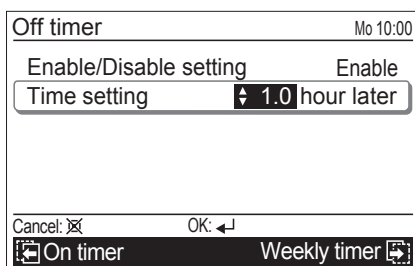 Off timer Mo 10:00
Enable/Disable setting Enable
Time setting 1.0 hour later
Cancel: OK:
On timer Weekly timer